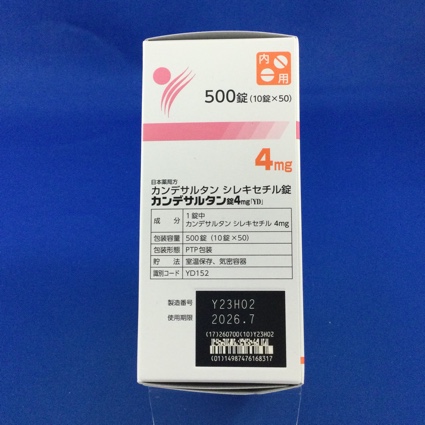 内
用
500錠(10錠×50)
4mg
日本薬局方
カンデサルタン シレキセチル錠
カンデサルタン錠4mg「YD」
成分 1錠中
カンデサルタン シレキセチル 4mg
包装容量 500錠(10錠×50)
包装形態 PTP包装
貯法 室温保存、気密容器
識別コード YD152
製造番号 Y23H02
使用期限 2026.7
(17)260700(10)Y23H02
(01)14987476168317